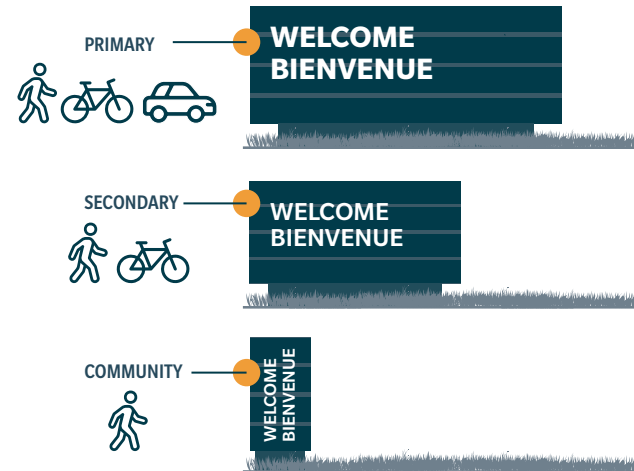 PRIMARY
WELCOME
BIENVENUE
SECONDARY
WELCOME
BIENVENUE
COMMUNITY
WELCOME
BIENVENUE